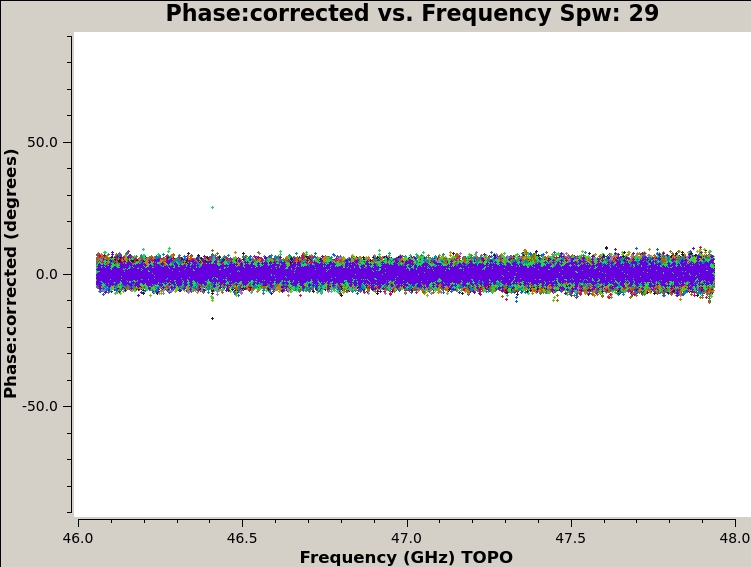 Phase:corrected vs. Frequency Spw: 29
Phase:corrected (degrees)
50.0
0.0
-50.0
46.0 46.5 47.0 47.5 48.0
Frequency (GHz) TOPO